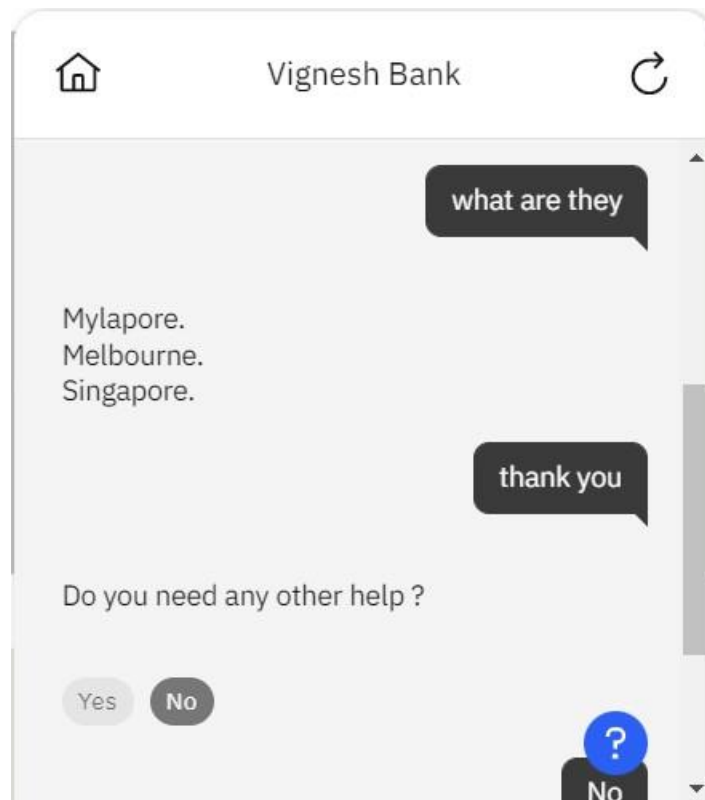 Vignesh Bank
what are they
Mylapore.
Melbourne.
Singapore.
thank you
Do you need any other help ?
Yes No
?
No